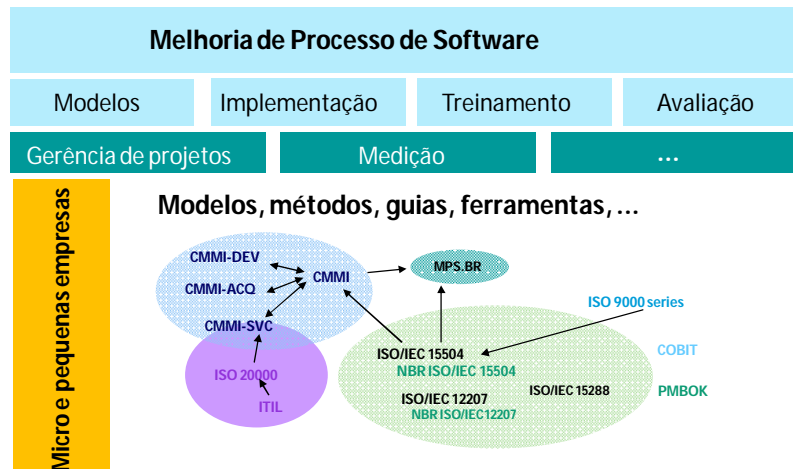 Melhoria de Processo de Software
Modelos
Implementação
Treinamento
Avaliação
Gerência de projetos
Medição
...
Micro e pequenas empresas
Modelos, métodos, guias, ferramentas, ...
CMMI-DEV
CMMI
MPS.BR
CMMI-ACQ
ISO 9000 series
CMMI-SVC
ISO/IEC 15504
NBR ISO/IEC 15504
COBIT
ISO 20000
ISO/IEC 15288
PMBOK
ISO/IEC 12207
NBR ISO/IEC12207
ITIL